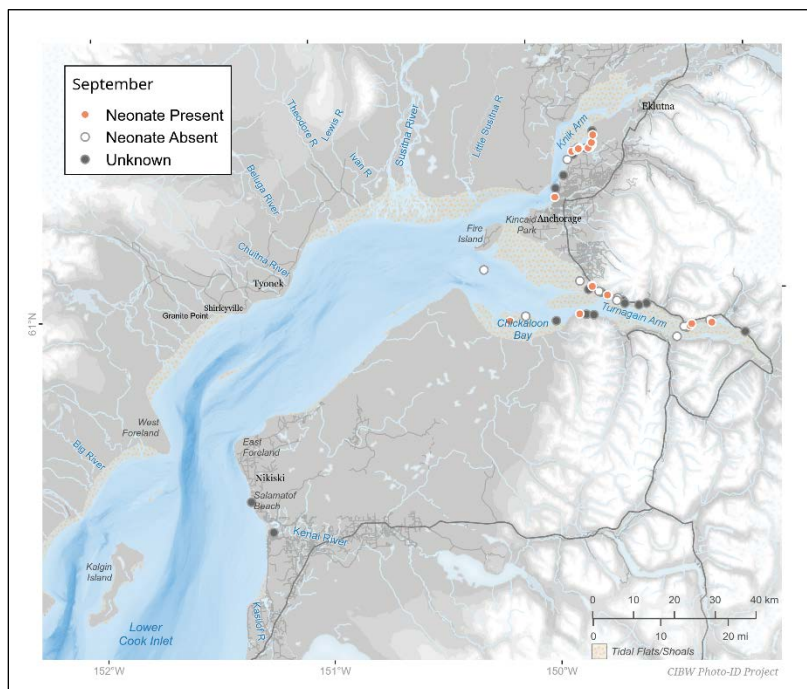 September
Neonate Present
Neonate Absent
Unknown
Theodore R
Lewis R
Ivan R
Susitna River
Little Susitna R
Beluga River
Chuitna River
Knik Arm
Eklutna
Kincaid
Park
Anchorage
Fire
Island
Tyonek
Shirleyville
Granite Point
61°N
Turnagain Arm
Chickaloon
Bay
West
Foreland
East
Foreland
Big River
Nikiski
Salamatof
Beach
Kenai River
Kalgin
Island
Kasilof R
Lower
Cook Inlet
0 10 20 30 40 km
0 10 20 mi
Tidal Flats/Shoals
CIBW Photo-ID Project
152°W
151°W
150°W